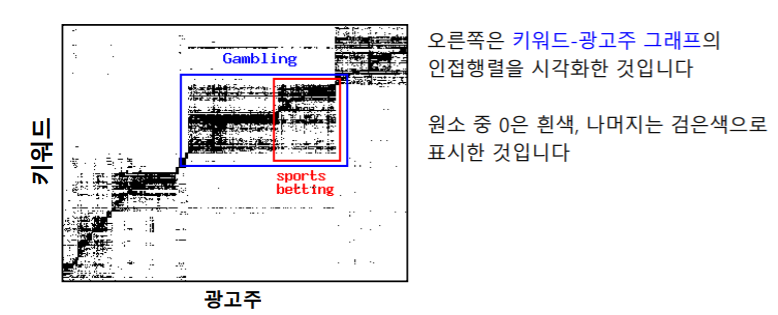 Gambling
sports
betting
키워드
광고주
오른쪽은 키워드-광고주 그래프의
인접행렬을 시각화한 것입니다
원소 중 0은 흰색, 나머지는 검은색으로
표시한 것입니다